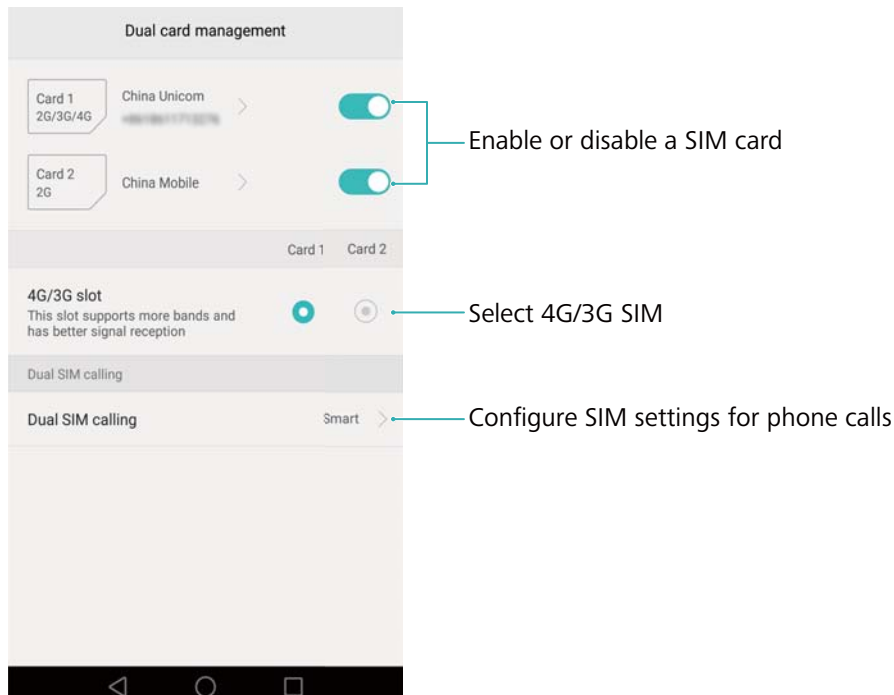 Dual card management
Card 1
2G/3G/4G
China Unicom
Card 2
2G
China Mobile
Enable or disable a SIM card
Card 1 Card 2
4G/3G slot
This slot supports more bands and
has better signal reception
Select 4G/3G SIM
Dual SIM calling
Dual SIM calling
Smart
Configure SIM settings for phone calls